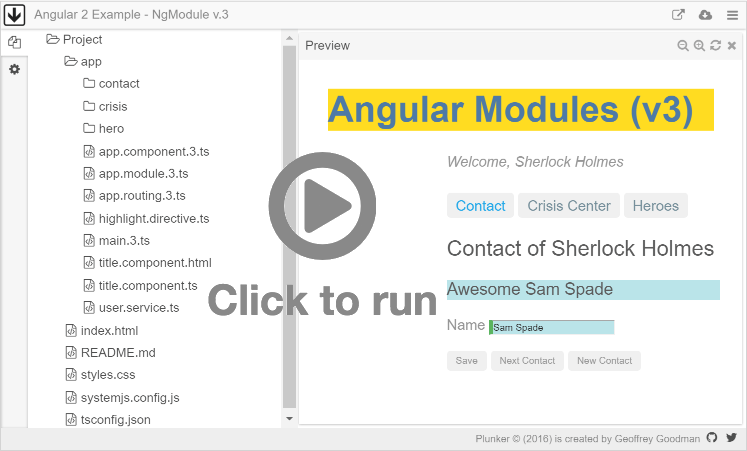 Angular 2 Example - NgModule v.3
Project
app
contact
crisis
hero
app.component.3.ts
app.module.3.ts
app.routing.3.ts
highlight.directive.ts
main.3.ts
title.component.html
title.component.ts
user.service.ts
index.html
README.md
styles.css
systemjs.config.js
tsconfig.json
Click to run
Preview
Angular Modules (v3)
Welcome, Sherlock Holmes
Contact Crisis Center Heroes
Contact of Sherlock Holmes
Awesome Sam Spade
Name Sam Spade
Save Next Contact New Contact
Plunker © (2016) is created by Geoffrey Goodman